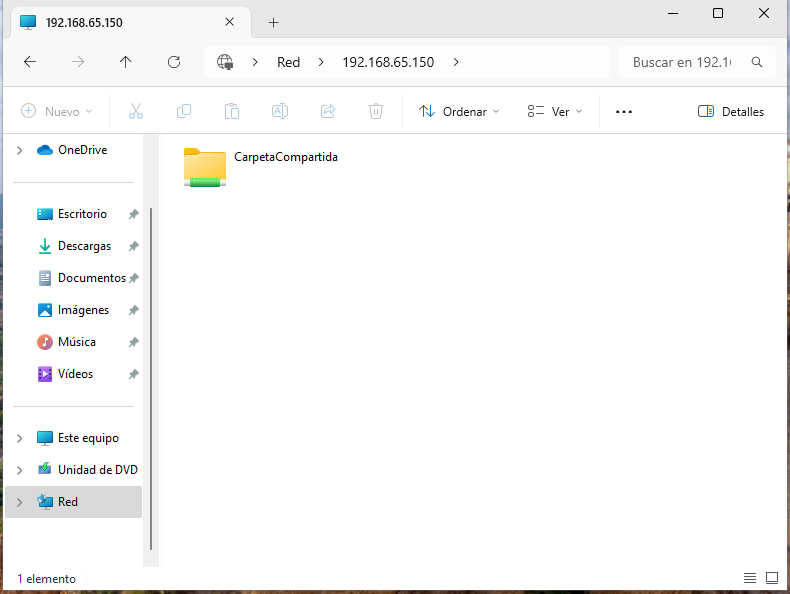 192.168.65.150
Red > 192.168.65.150 >
Buscar en 192.1
Nuevo
Ordenar
Ver
Detalles
OneDrive
CarpetaCompartida
Escritorio
Descargas
Documentos
Imágenes
Música
Vídeos
Este equipo
Unidad de DVD
Red
1 elemento